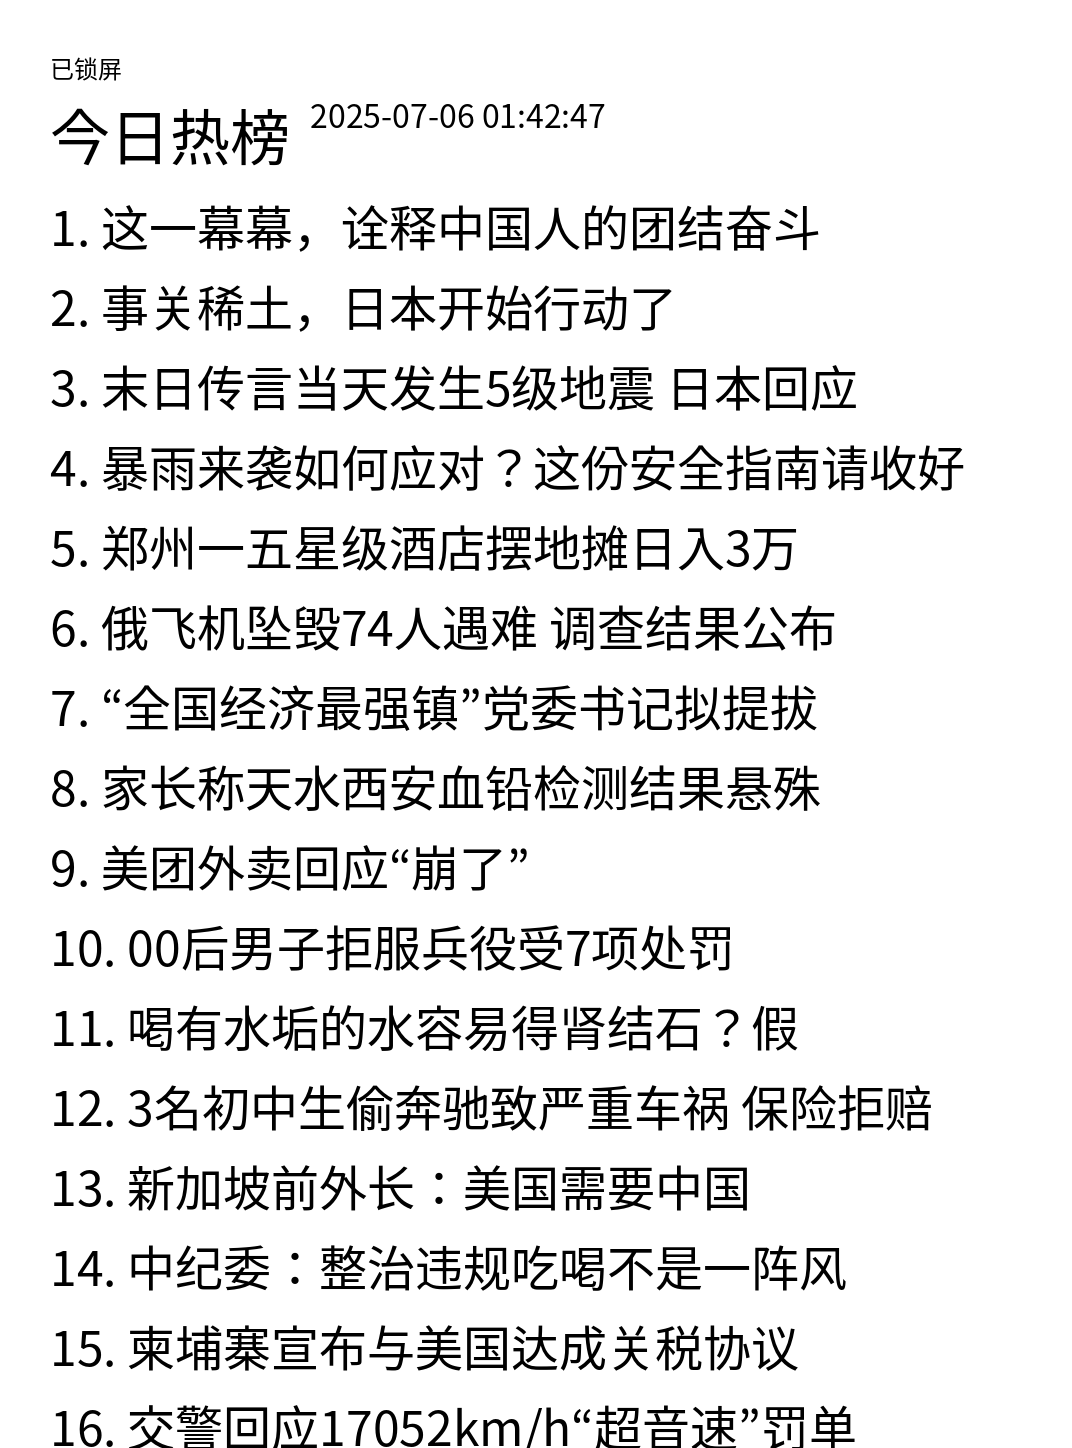 已锁屏
今日热榜 2025-07-06 01:42:47
1. 这一幕幕，诠释中国人的团结奋斗
2. 事关稀土，日本开始行动了
3. 末日传言当天发生5级地震 日本回应
4. 暴雨来袭如何应对？这份安全指南请收好
5. 郑州一五星级酒店摆地摊日入3万
6. 俄飞机坠毁74人遇难 调查结果公布
7. “全国经济最强镇”党委书记拟提拔
8. 家长称天水西安血铅检测结果悬殊
9. 美团外卖回应“崩了”
10. 00后男子拒服兵役受7项处罚
11. 喝有水垢的水容易得肾结石？假
12. 3名初中生偷奔驰致严重车祸 保险拒赔
13. 新加坡前外长：美国需要中国
14. 中纪委：整治违规吃喝不是一阵风
15. 柬埔寨宣布与美国达成关税协议
16. 交警回应17052km/h“超音速”罚单